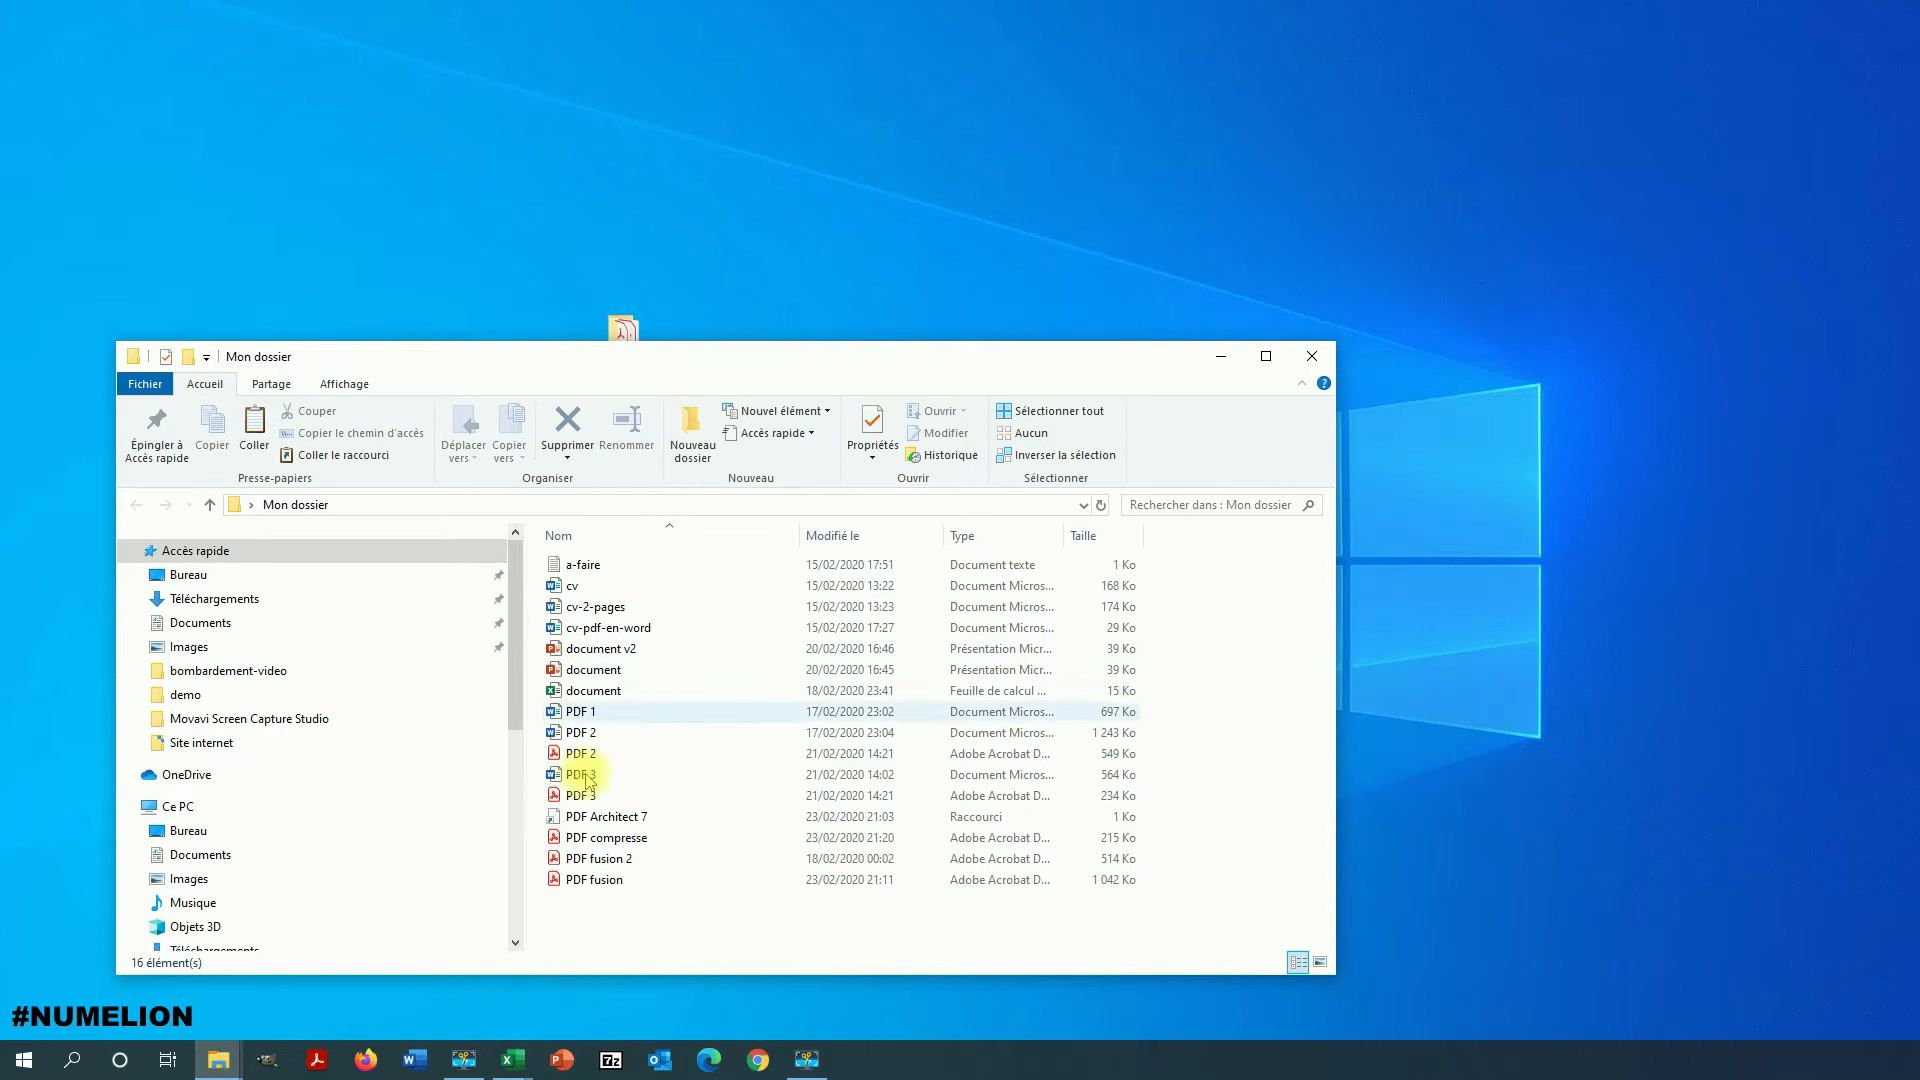 Mon dossier
Fichier Accueil Partage Affichage
Épingler à Accès rapide
Copier
Coller
Couper
Copier le chemin d'accès
Coller le raccourci
Presse-papiers
Déplacer vers
Copier vers
Supprimer
Renommer
Organiser
Nouveau dossier
Nouvel élément
Accès rapide
Nouveau
Propriétés
Ouvrir
Modifier
Historique
Ouvrir
Sélectionner tout
Aucun
Inverser la sélection
Sélectionner
Mon dossier
Rechercher dans : Mon dossier
Accès rapide
Bureau
Téléchargements
Documents
Images
bombardement-video
demo
Movavi Screen Capture Studio
Site internet
OneDrive
Ce PC
Bureau
Documents
Images
Musique
Objets 3D
Téléchargements
Nom Modifié le Type Taille
a-faire 15/02/2020 17:51 Document texte 1 Ko
cv 15/02/2020 13:22 Document Micros... 168 Ko
cv-2-pages 15/02/2020 13:23 Document Micros... 174 Ko
cv-pdf-en-word 15/02/2020 17:27 Document Micros... 29 Ko
document v2 20/02/2020 16:46 Présentation Micr... 39 Ko
document 20/02/2020 16:45 Présentation Micr... 39 Ko
document 18/02/2020 23:41 Feuille de calcul ... 15 Ko
PDF 1 17/02/2020 23:02 Document Micros... 697 Ko
PDF 2 17/02/2020 23:04 Document Micros... 1 243 Ko
PDF 2 21/02/2020 14:21 Adobe Acrobat D... 549 Ko
PDF 3 21/02/2020 14:02 Document Micros... 564 Ko
PDF 3 21/02/2020 14:21 Adobe Acrobat D... 234 Ko
PDF Architect 7 23/02/2020 21:03 Raccourci 1 Ko
PDF compresse 23/02/2020 21:20 Adobe Acrobat D... 215 Ko
PDF fusion 2 18/02/2020 00:02 Adobe Acrobat D... 514 Ko
PDF fusion 23/02/2020 21:11 Adobe Acrobat D... 1 042 Ko
16 élément(s)
#NUMELION